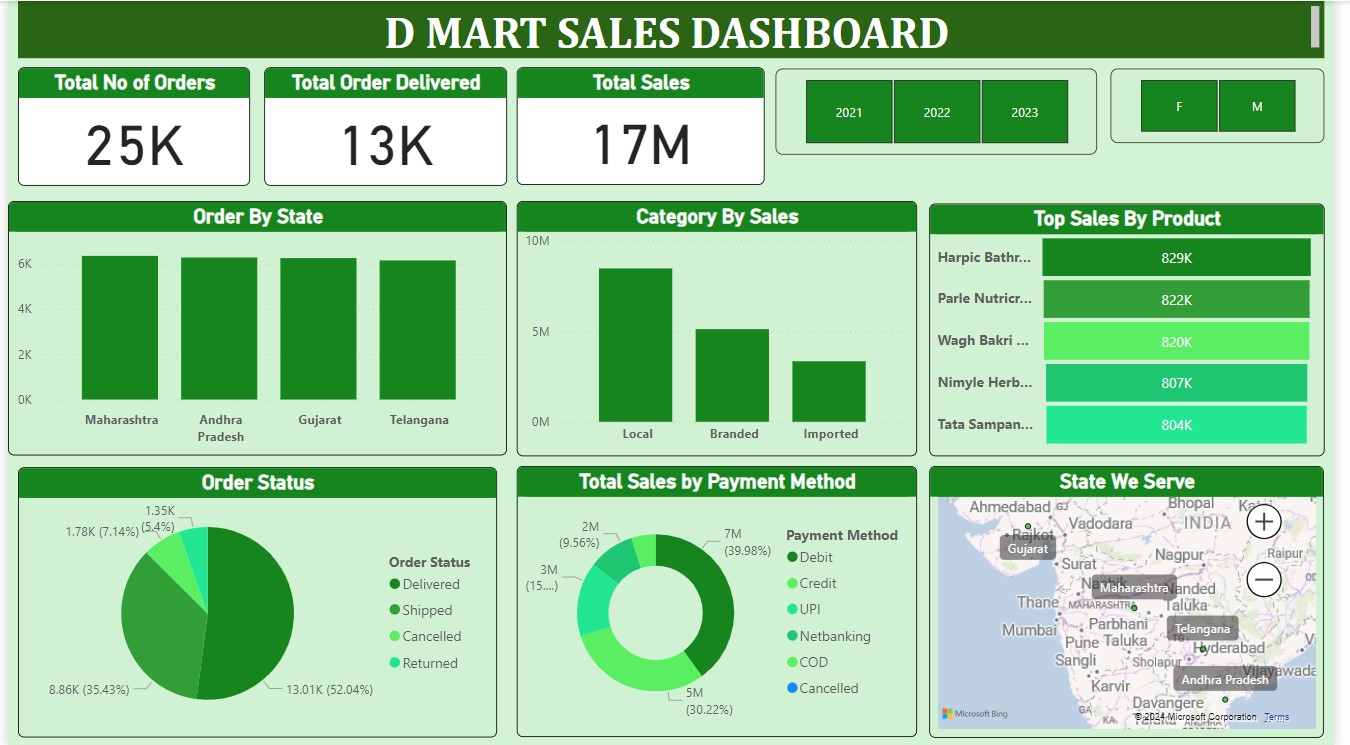 D MART SALES DASHBOARD
Total No of Orders
25K
Total Order Delivered
13K
Total Sales
17M
2021
2022
2023
F
M
Order By State
6K
4K
2K
0K
Maharashtra
Andhra
Pradesh
Gujarat
Telangana
Category By Sales
10M
5M
0M
Local
Branded
Imported
Top Sales By Product
Harpic Bathr... 829K
Parle Nutricr... 822K
Wagh Bakri ... 820K
Nimyle Herb... 807K
Tata Sampan... 804K
Order Status
1.35K
(5.4%)
1.78K (7.14%)
8.86K (35.43%)
13.01K (52.04%)
Order Status
Delivered
Shipped
Cancelled
Returned
Total Sales by Payment Method
2M
(9.56%)
3M
(15....)
7M
(39.98%)
5M
(30.22%)
Payment Method
Debit
Credit
UPI
Netbanking
COD
Cancelled
State We Serve
Ahmedabad
GJ
Bhopal
Vadodara
INDIA
Rajkot
Gujarat
Surat
Nagpur
Raipur
Maharashtra
Nanded
Taluka
Thane
MAHARASHTRA
Mumbai
Parbhani
Pune
Taluka
Telangana
TG
Hyderabad
Sangli
Sholapur
Vijayawada
Andhra Pradesh
Karvir
Davangere
GA
KA
Microsoft Bing
© 2024 Microsoft Corporation Terms